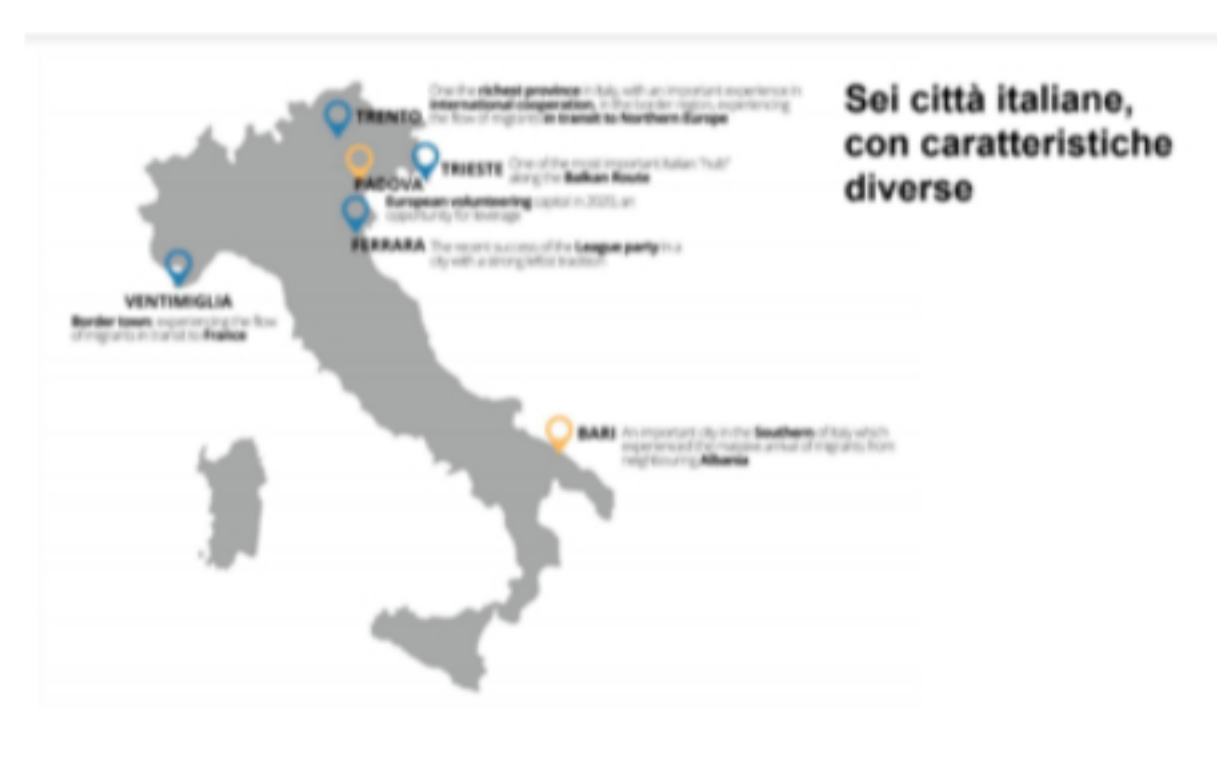 Sei città italiane,
con caratteristiche
diverse
One the richest province in Italy, with an important experience in
international cooperation, in the border region, experiencing
TRENTO the flow of migrants in transit to Northern Europe
TRIESTE One of the most important Italian "hub"
along the Balkan Route
PADOVA
European volunteering capital in 2020, an
opportunity for leverage
FERRARA The recent success of the League party in a
city with a strong leftist tradition
VENTIMIGLIA
Border town, experiencing the flow
of migrants in transit to France
BARI An important city in the Southern of Italy which
experienced the massive arrival of migrants from
neighbouring Albania